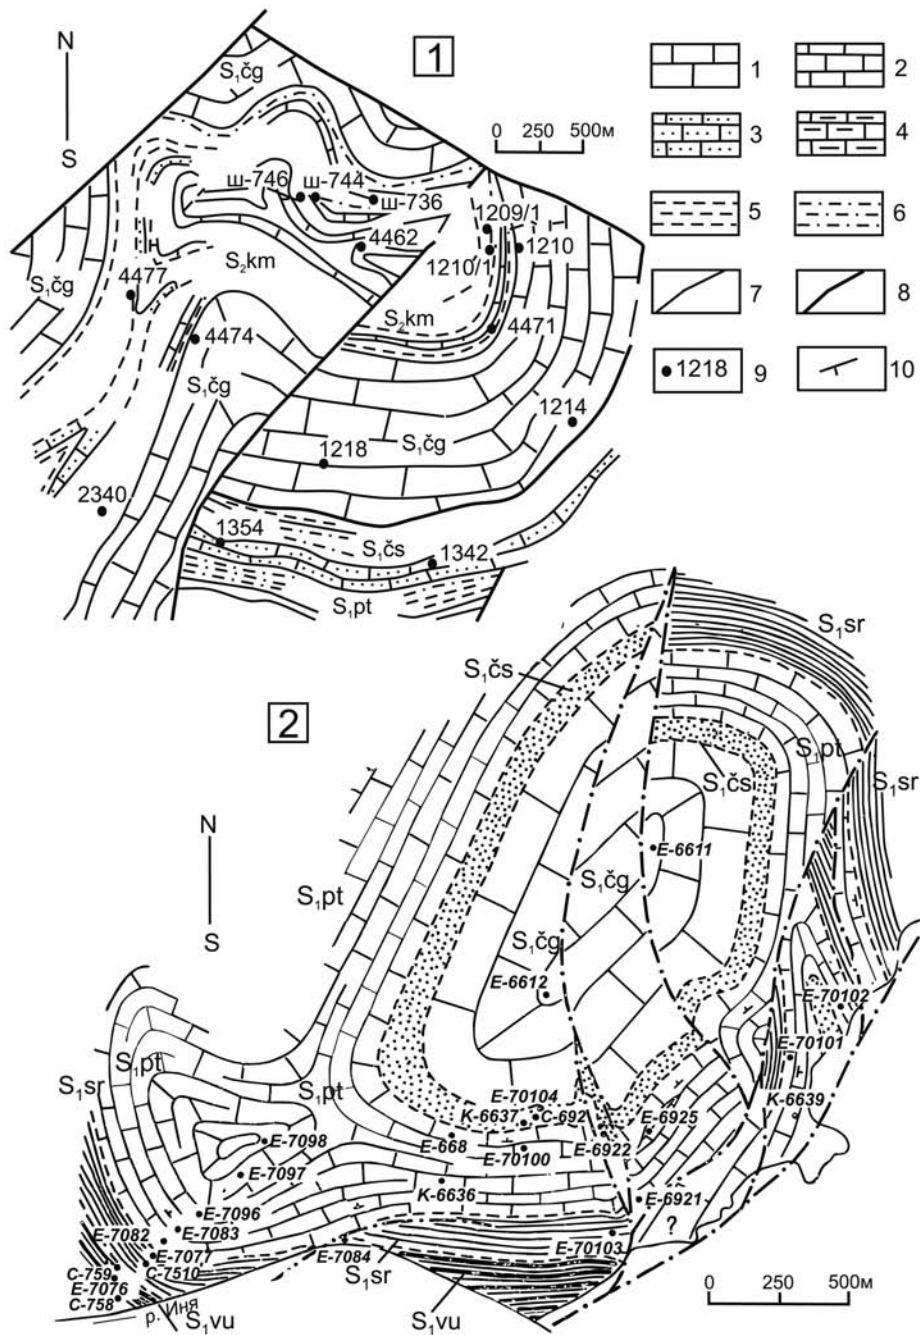 N
S
1
S₁čg
0 250 500м
1
2
3
4
5
6
7
8
1218 9
10
ш-746
ш-744
ш-736
1209/1
4462
1210/1
1210
S₁čg
4477
S₂km
S₂km
4471
4474
S₁čg
1214
S₁čg
1218
2340
1354
S₁čs
1342
S₁pt
2
N
S
S₁sr
S₁čs
S₁pt
S₁čs
S₁sr
E-6611
S₁čg
S₁pt
S₁čg
E-6612
E-70102
E-70101
S₁pt
S₁pt
S₁sr
E-70104
K-6637
C-692
E-6925
K-6639
E-7098
E-668
E-6922
E-70100
E-7097
K-6636
E-6921
E-7096
?
E-7082
E-7083
E-7077
E-7084
E-70103
C-759
C-7510
E-7076
S₁sr
C-758
р. Иня
S₁vu
S₁vu
0 250 500м